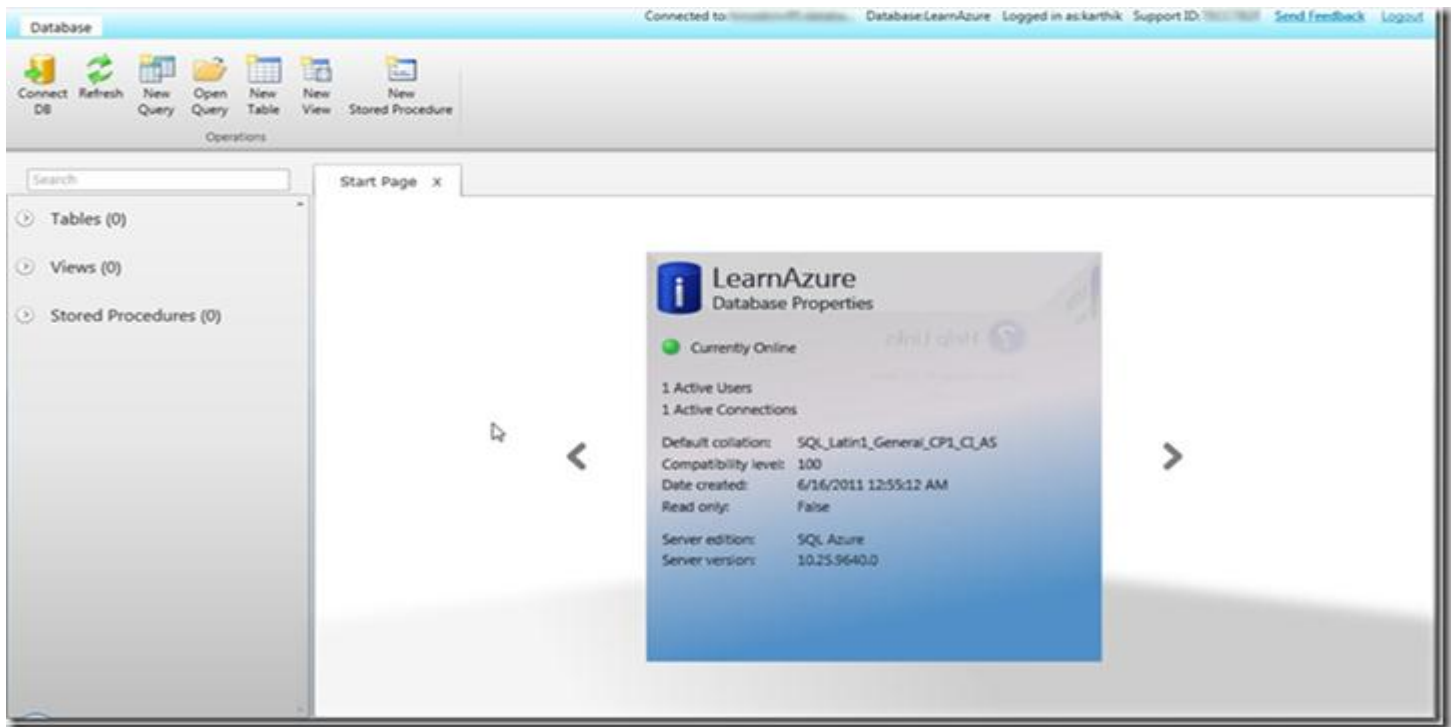 Connected to:
Database:LearnAzure Logged in as:karthik Support ID:
Send Feedback Logout
Database
Connect DB
Refresh
New Query
Open Query
New Table
New View
New Stored Procedure
Operations
Search
Start Page X
Tables (0)
Views (0)
Stored Procedures (0)
LearnAzure
Database Properties
Help Links
Currently Online
1 Active Users
1 Active Connections
Default collation: SQL_Latin1_General_CP1_CI_AS
Compatibility level: 100
Date created: 6/16/2011 12:55:12 AM
Read only: False
Server edition: SQL Azure
Server version: 10.25.9640.0